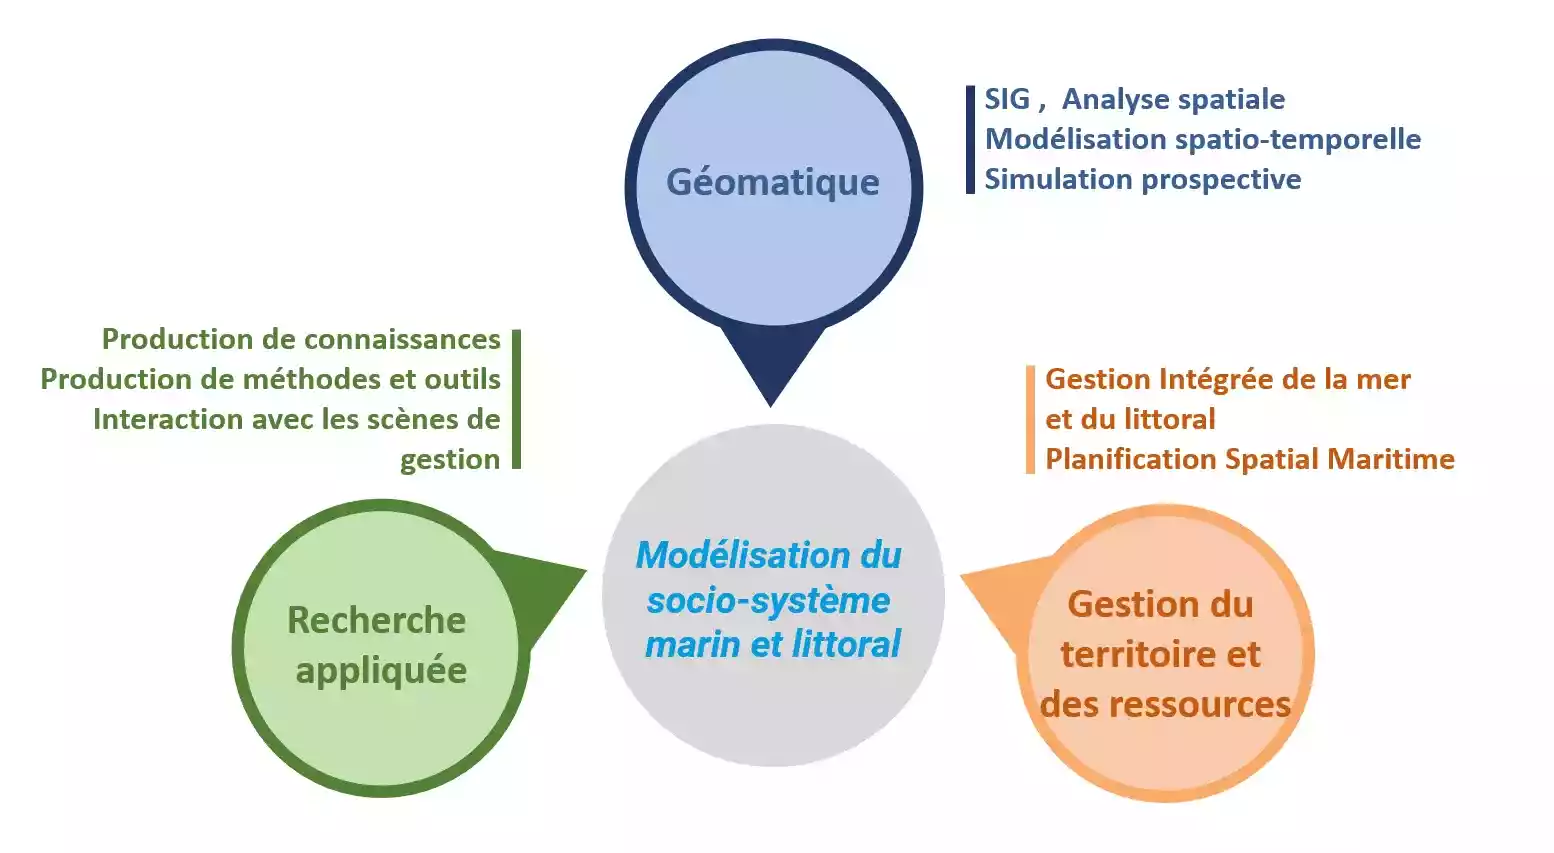 Géomatique
SIG , Analyse spatiale
Modélisation spatio-temporelle
Simulation prospective
Production de connaissances
Production de méthodes et outils
Interaction avec les scènes de
gestion
Gestion Intégrée de la mer
et du littoral
Planification Spatial Maritime
Recherche
appliquée
Modélisation du
socio-système
marin et littoral
Gestion du
territoire et
des ressources